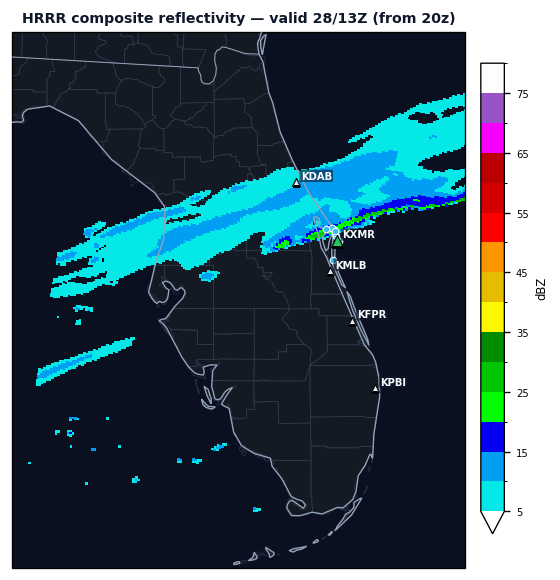 HRRR composite reflectivity — valid 28/13Z (from 20z)
KDAB
KXMR
KMLB
KFPR
KPBI
75
65
55
45
35
25
15
5
dBZ